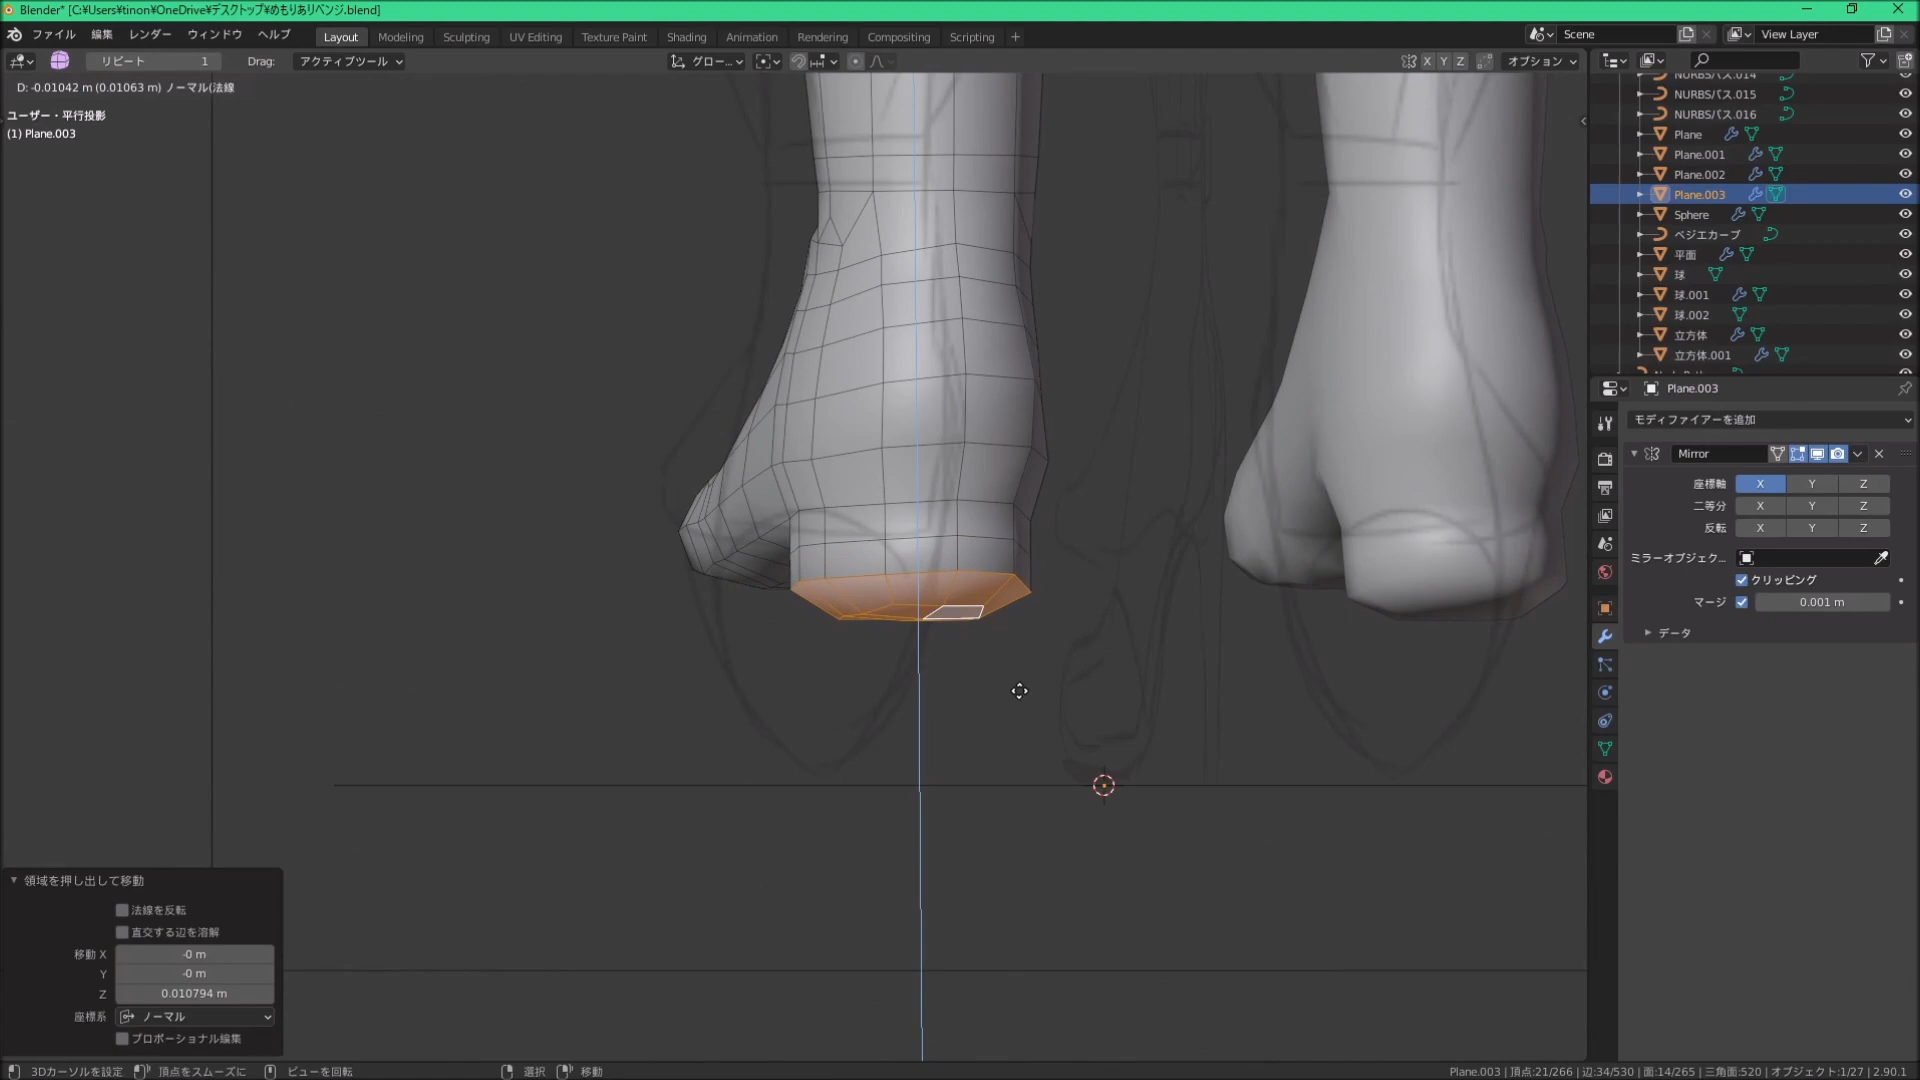 Blender* [C:¥Users¥tinon¥OneDrive¥デスクトップ¥めもりありベンジ.blend]
ファイル 編集 レンダー ウィンドウ ヘルプ Layout Modeling Sculpting UV Editing Texture Paint Shading Animation Rendering Compositing Scripting + Scene View Layer
リピート 1 Drag: アクティブツール グロー... X Y Z オプション
D: -0.01042 m (0.01063 m) ノーマル(法線
ユーザー・平行投影
(1) Plane.003
NURBSパス.014
NURBSパス.015
NURBSパス.016
Plane
Plane.001
Plane.002
Plane.003
Sphere
ベジエカーブ
平面
球
球.001
球.002
立方体
立方体.001
Plane.003
モディファイアーを追加
Mirror
座標軸 X Y Z
二等分 X Y Z
反転 X Y Z
ミラーオブジェク...
クリッピング
マージ 0.001 m
データ
領域を押し出して移動
法線を反転
直交する辺を溶解
移動 X -0 m
Y -0 m
Z 0.010794 m
座標系 ノーマル
プロポーショナル編集
3Dカーソルを設定 頂点をスムーズに ビューを回転 選択 移動
Plane.003 | 頂点:21/266 | 辺:34/530 | 面:14/265 | 三角面:520 | オブジェクト:1/27 | 2.90.1